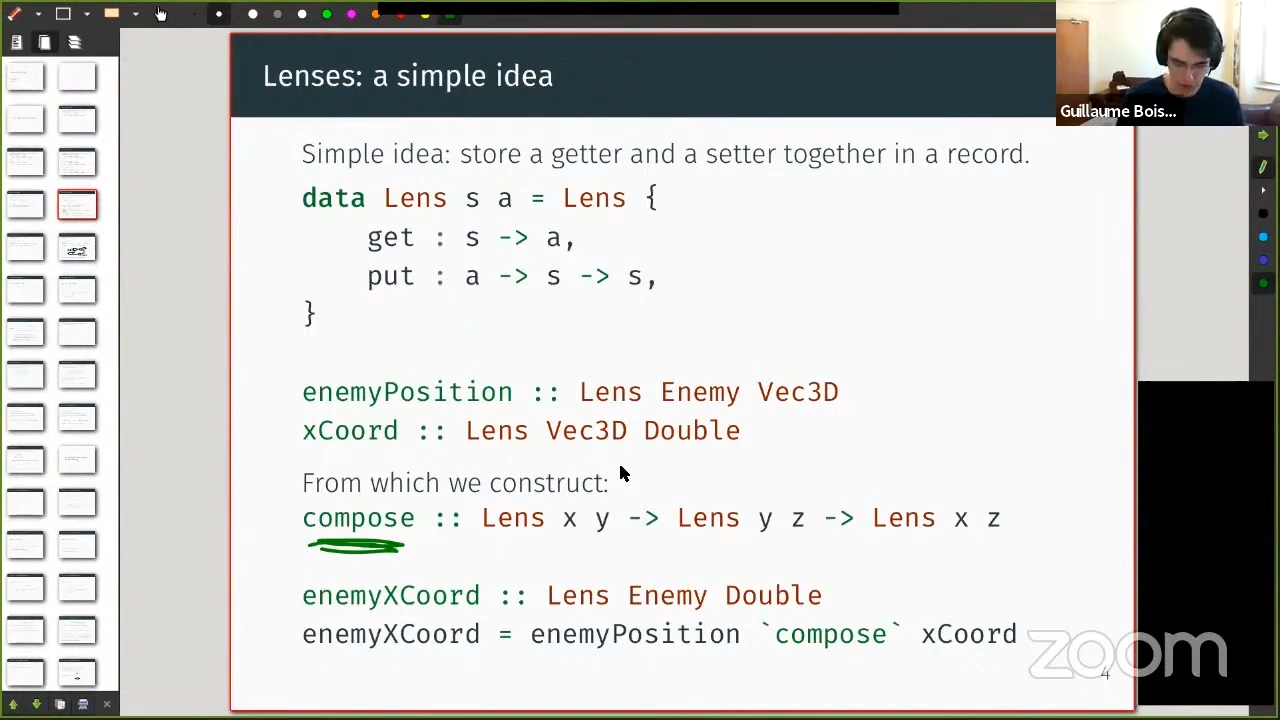 Lenses: a simple idea
Guillaume Bois...
Simple idea: store a getter and a setter together in a record.
data Lens s a = Lens {
get : s -> a,
put : a -> s -> s,
}
enemyPosition :: Lens Enemy Vec3D
xCoord :: Lens Vec3D Double
From which we construct:
compose :: Lens x y -> Lens y z -> Lens x z
enemyXCoord :: Lens Enemy Double
enemyXCoord = enemyPosition `compose` xCoord
zoom
4